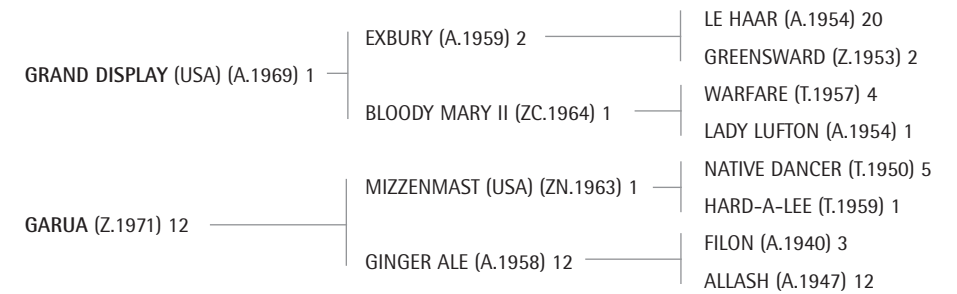 LE HAAR (A.1954) 20
EXBURY (A.1959) 2
GREENSWARD (Z.1953) 2
GRAND DISPLAY (USA) (A.1969) 1
WARFARE (T.1957) 4
BLOODY MARY II (ZC.1964) 1
LADY LUFTON (A.1954) 1
NATIVE DANCER (T.1950) 5
MIZZENMAST (USA) (ZN.1963) 1
HARD-A-LEE (T.1959) 1
GARUA (Z.1971) 12
FILON (A.1940) 3
GINGER ALE (A.1958) 12
ALLASH (A.1947) 12